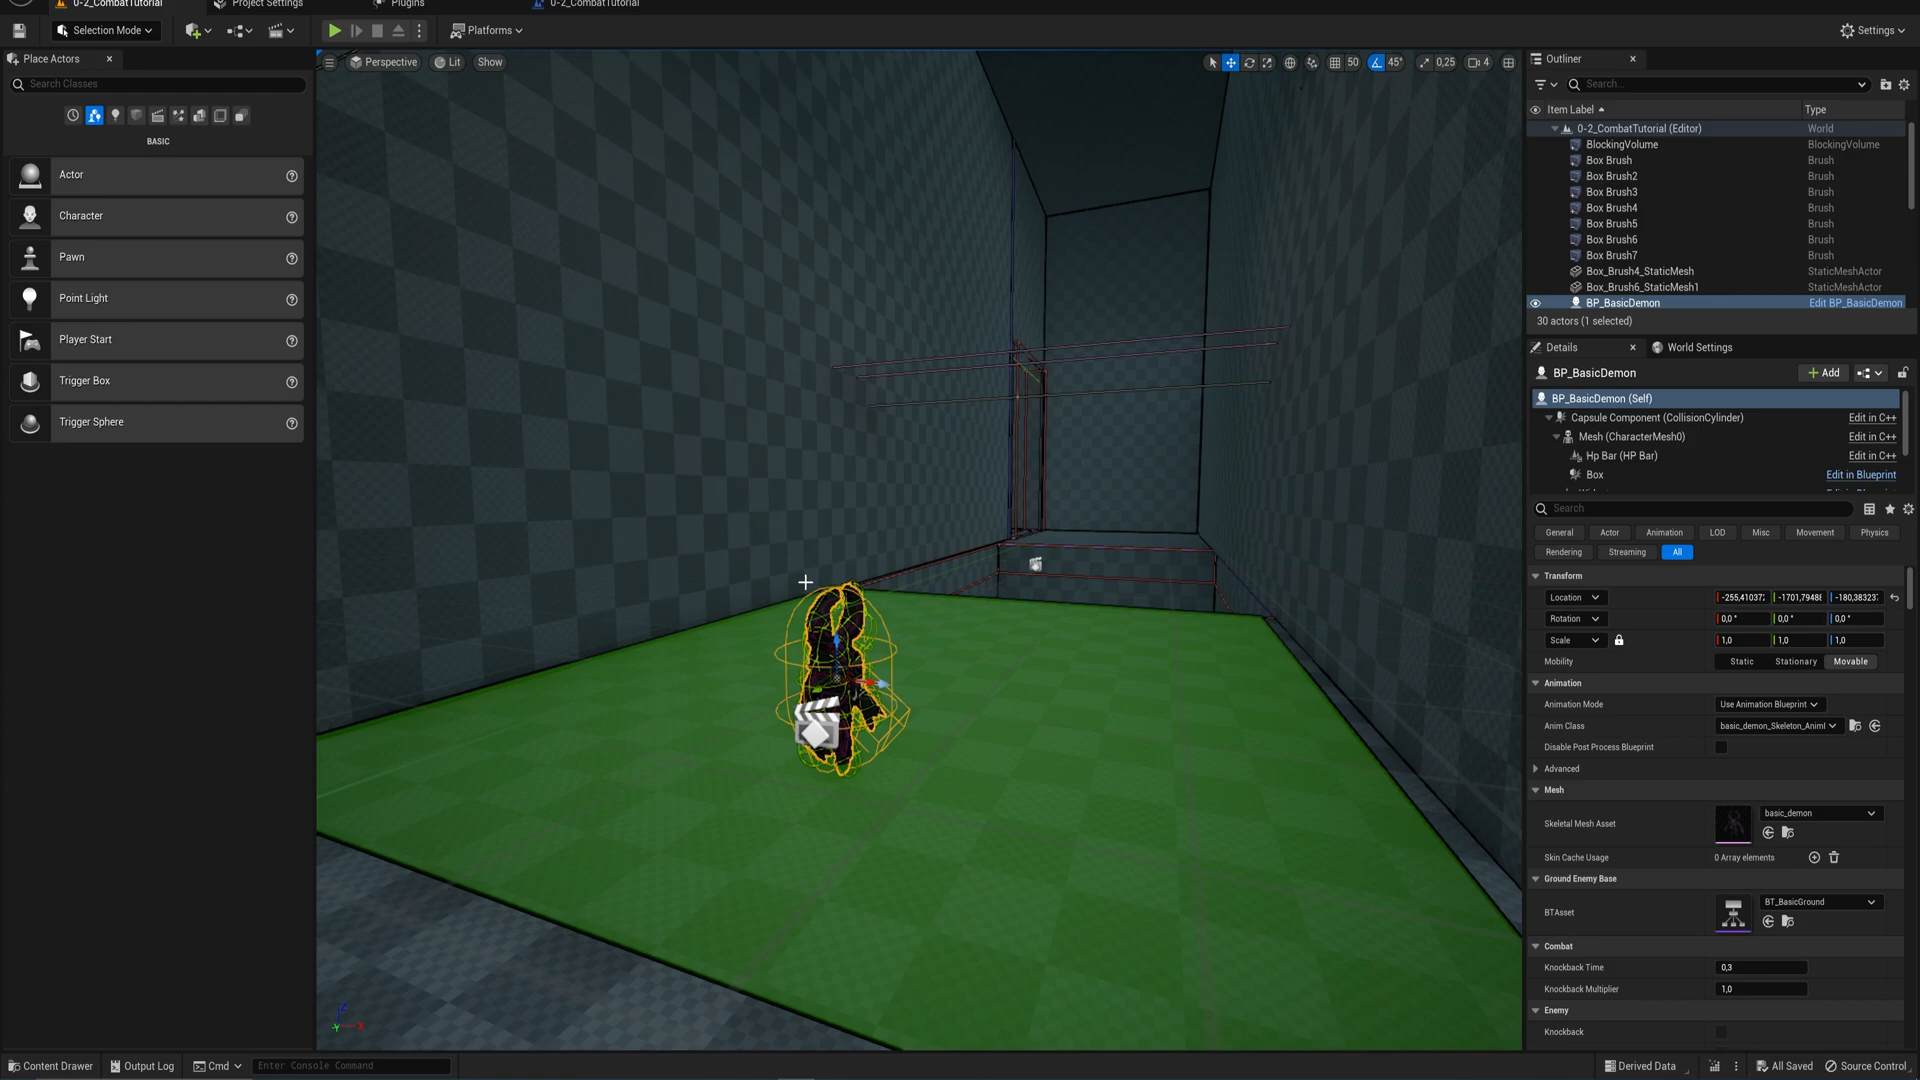 0-2_CombatTutorial
Project Settings
Plugins
0-2_CombatTutorial
Selection Mode
Platforms
Settings
Place Actors
Search Classes
BASIC
Actor
Character
Pawn
Point Light
Player Start
Trigger Box
Trigger Sphere
Perspective
Lit
Show
50
45°
0,25
4
Outliner
Search...
Item Label
Type
0-2_CombatTutorial (Editor) World
BlockingVolume BlockingVolume
Box Brush Brush
Box Brush2 Brush
Box Brush3 Brush
Box Brush4 Brush
Box Brush5 Brush
Box Brush6 Brush
Box Brush7 Brush
Box_Brush4_StaticMesh StaticMeshActor
Box_Brush6_StaticMesh1 StaticMeshActor
BP_BasicDemon Edit BP_BasicDemon
30 actors (1 selected)
Details
World Settings
BP_BasicDemon
Add
BP_BasicDemon (Self)
Capsule Component (CollisionCylinder) Edit in C++
Mesh (CharacterMesh0) Edit in C++
Hp Bar (HP Bar) Edit in C++
Box Edit in Blueprint
Search
General Actor Animation LOD Misc Movement Physics
Rendering Streaming All
Transform
Location -255,41037: -1701,7948 -180,38323:
Rotation 0,0 ° 0,0 ° 0,0 °
Scale 1,0 1,0 1,0
Mobility Static Stationary Movable
Animation
Animation Mode Use Animation Blueprint
Anim Class basic_demon_Skeleton_Anim
Disable Post Process Blueprint
Advanced
Mesh
Skeletal Mesh Asset basic_demon
Skin Cache Usage 0 Array elements
Ground Enemy Base
BTAsset BT_BasicGround
Combat
Knockback Time 0,3
Knockback Multiplier 1,0
Enemy
Knockback
Z
Y
X
Content Drawer
Output Log
Cmd
Enter Console Command
Derived Data
All Saved
Source Control